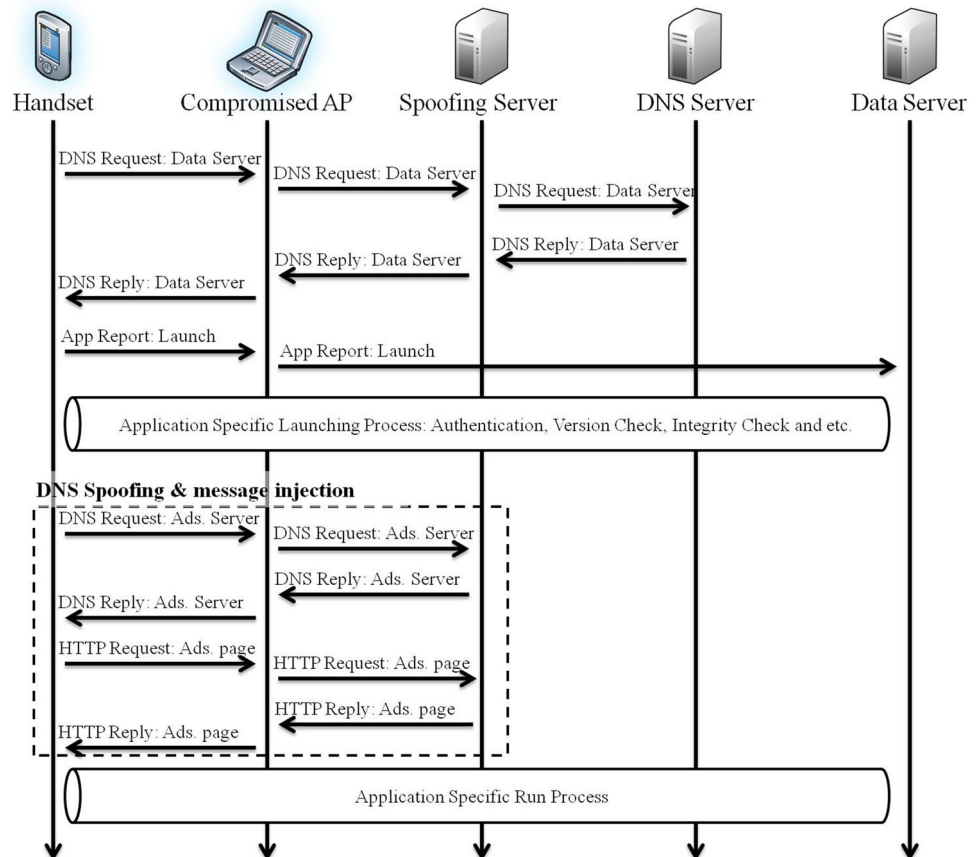 Handset
Compromised AP
Spoofing Server
DNS Server
Data Server
DNS Request: Data Server
DNS Request: Data Server
DNS Request: Data Server
DNS Reply: Data Server
DNS Reply: Data Server
DNS Reply: Data Server
App Report: Launch
App Report: Launch
Application Specific Launching Process: Authentication, Version Check, Integrity Check and etc.
DNS Spoofing & message injection
DNS Request: Ads. Server
DNS Request: Ads. Server
DNS Reply: Ads. Server
DNS Reply: Ads. Server
HTTP Request: Ads. page
HTTP Request: Ads. page
HTTP Reply: Ads. page
HTTP Reply: Ads. page
Application Specific Run Process